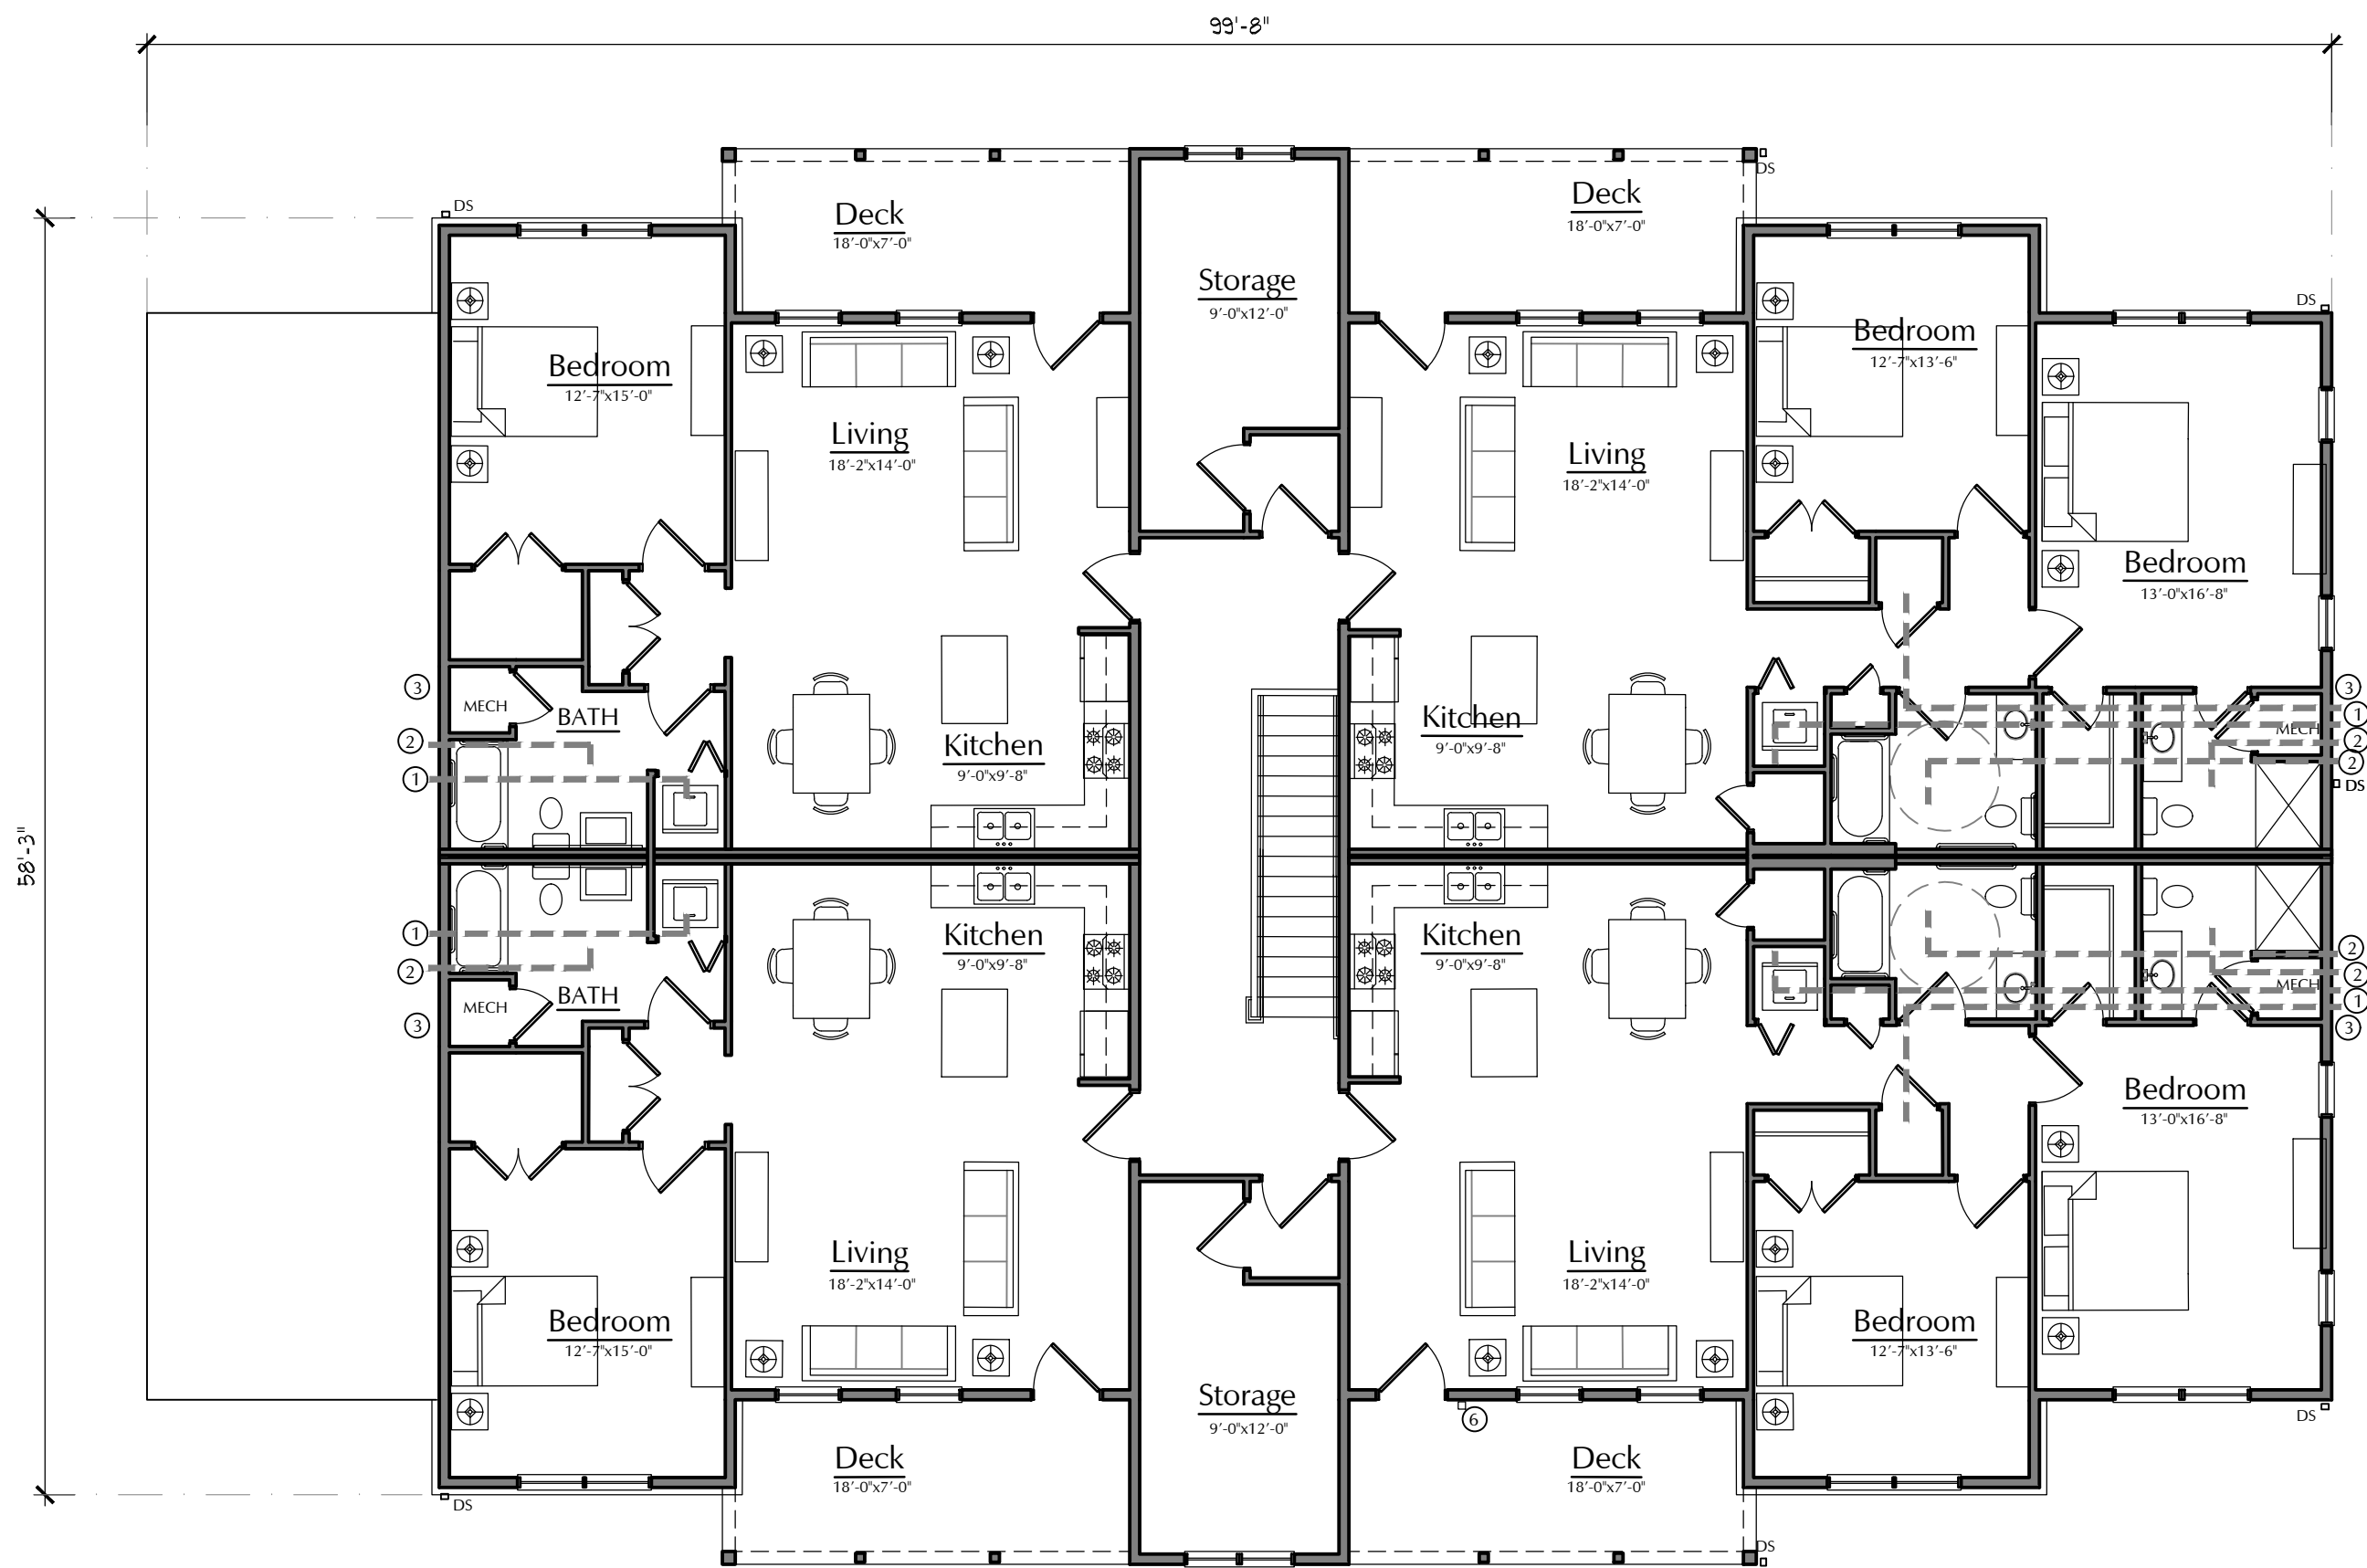 99'-8"
DS
DS
Deck
18'-0"x7'-0"
Deck
18'-0"x7'-0"
Storage
9'-0"x12'-0"
DS
Bedroom
12'-7"x15'-0"
Bedroom
12'-7"x13'-6"
Living
18'-2"x14'-0"
Living
18'-2"x14'-0"
Bedroom
13'-0"x16'-8"
3
MECH
BATH
2
1
Kitchen
9'-0"x9'-8"
Kitchen
9'-0"x9'-8"
3
1
MECH
2
2
DS
58'-3"
1
2
MECH
BATH
3
Kitchen
9'-0"x9'-8"
Kitchen
9'-0"x9'-8"
2
2
MECH
1
3
Bedroom
13'-0"x16'-8"
Living
18'-2"x14'-0"
Living
18'-2"x14'-0"
Bedroom
12'-7"x15'-0"
Bedroom
12'-7"x13'-6"
Storage
9'-0"x12'-0"
6
DS
Deck
18'-0"x7'-0"
Deck
18'-0"x7'-0"
DS
DS